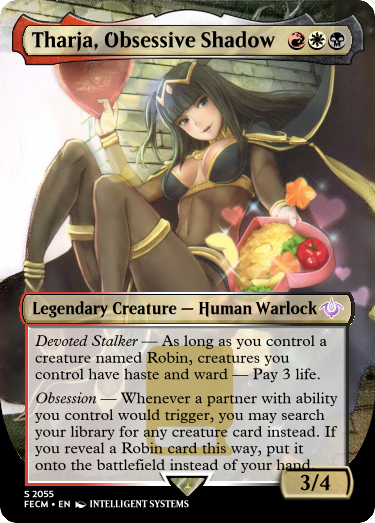 Tharja, Obsessive Shadow
Legendary Creature — Human Warlock
Devoted Stalker — As long as you control a
creature named Robin, creatures you
control have haste and ward — Pay 3 life.
Obsession — Whenever a partner with ability
you control would trigger, you may search
your library for any creature card instead. If
you reveal a Robin card this way, put it
onto the battlefield instead of your hand.
3/4
S 2055
FECM • EN INTELLIGENT SYSTEMS